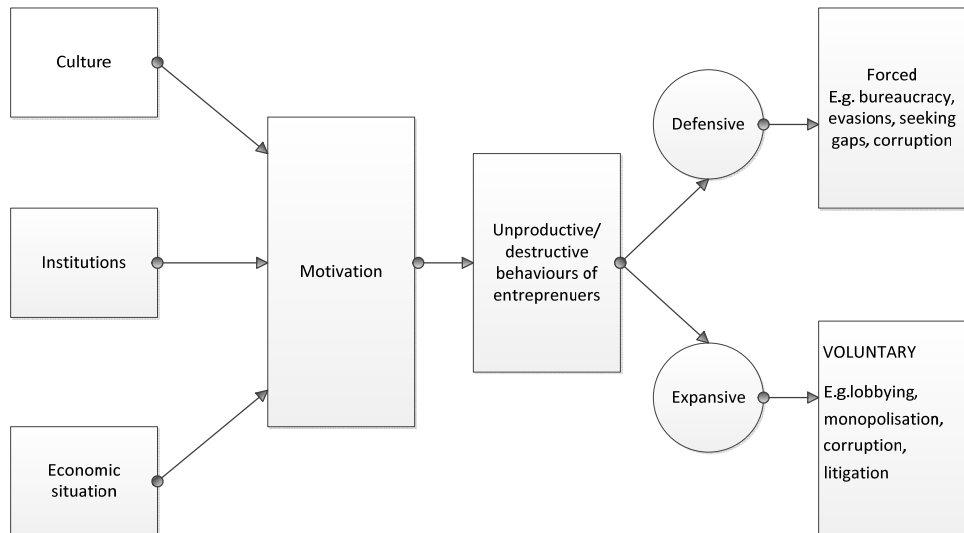 Culture
Institutions
Economic
situation
Motivation
Unproductive/
destructive
behaviours of
entreprenuers
Defensive
Expansive
Forced
E.g. bureaucracy,
evasions, seeking
gaps, corruption
VOLUNTARY
E.g.lobbying,
monopolisation,
corruption,
litigation